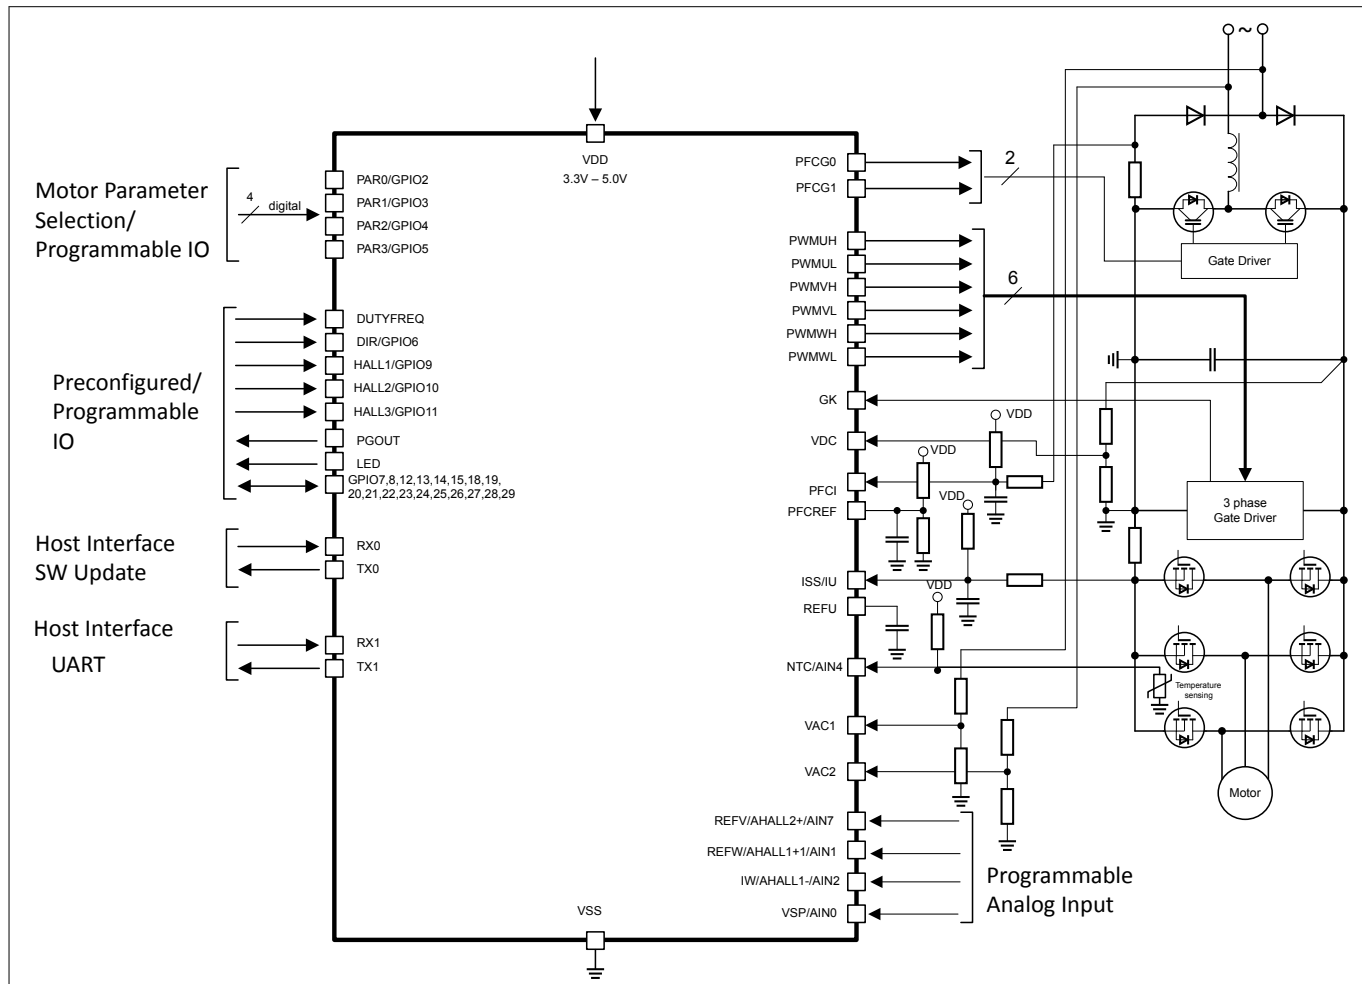 ~
VDD
3.3V – 5.0V
Motor Parameter
Selection/
Programmable IO
4
digital
PAR0/GPIO2
PAR1/GPIO3
PAR2/GPIO4
PAR3/GPIO5
Preconfigured/
Programmable
IO
DUTYFREQ
DIR/GPIO6
HALL1/GPIO9
HALL2/GPIO10
HALL3/GPIO11
PGOUT
LED
GPIO7,8,12,13,14,15,18,19,
20,21,22,23,24,25,26,27,28,29
Host Interface
SW Update
RX0
TX0
Host Interface
UART
RX1
TX1
VSS
PFCG0
PFCG1
2
PWMUH
PWMUL
PWMVH
PWMVL
PWMWH
PWMWL
6
GK
VDC
PFCI
PFCREF
ISS/IU
REFU
NTC/AIN4
VAC1
VAC2
REFV/AHALL2+/AIN7
REFW/AHALL1+1/AIN1
IW/AHALL1-/AIN2
VSP/AIN0
Programmable
Analog Input
VDD
VDD
VDD
VDD
Gate Driver
3 phase
Gate Driver
Temperature
sensing
Motor